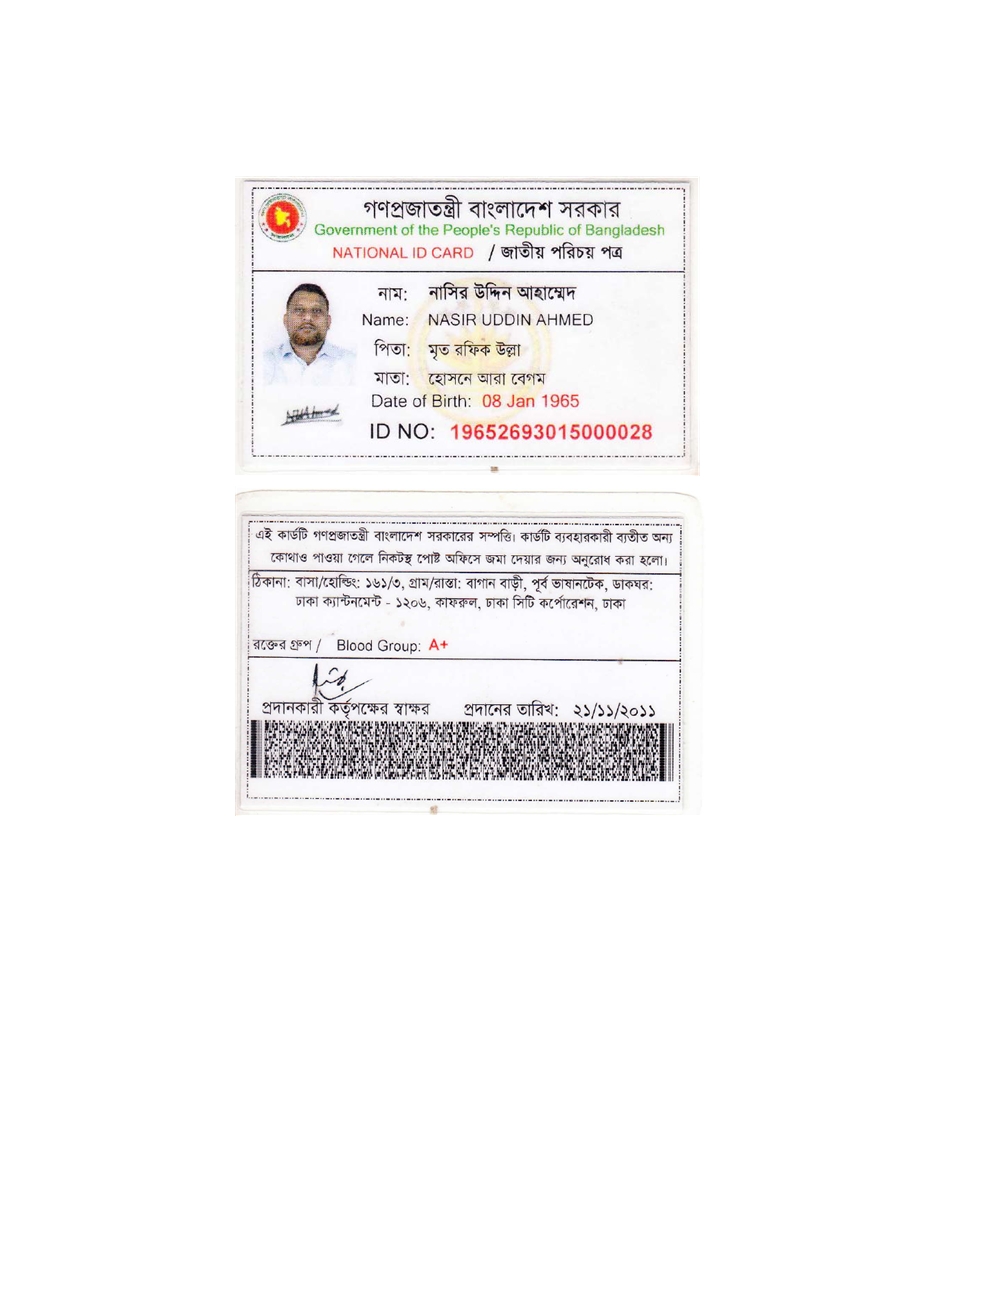 গণপ্রজাতন্ত্রী বাংলাদেশ সরকার
Government of the People's Republic of Bangladesh
NATIONAL ID CARD / জাতীয় পরিচয় পত্র
নাম: নাসির উদ্দিন আহাম্মেদ
Name: NASIR UDDIN AHMED
পিতা: মৃত রফিক উল্লা
মাতা: হোসনে আরা বেগম
Date of Birth: 08 Jan 1965
ID NO: 19652693015000028
এই কার্ডটি গণপ্রজাতন্ত্রী বাংলাদেশ সরকারের সম্পত্তি। কার্ডটি ব্যবহারকারী ব্যতীত অন্য
কোথাও পাওয়া গেলে নিকটস্থ পোষ্ট অফিসে জমা দেয়ার জন্য অনুরোধ করা হলো।
ঠিকানা: বাসা/হোল্ডিং: ১৬১/৩, গ্রাম/রাস্তা: বাগান বাড়ী, পূর্ব ভাষানটেক, ডাকঘর:
ঢাকা ক্যান্টনমেন্ট - ১২০৬, কাফরুল, ঢাকা সিটি কর্পোরেশন, ঢাকা
রক্তের গ্রুপ / Blood Group: A+
প্রদানকারী কর্তৃপক্ষের স্বাক্ষর প্রদানের তারিখ: ২১/১১/২০১১